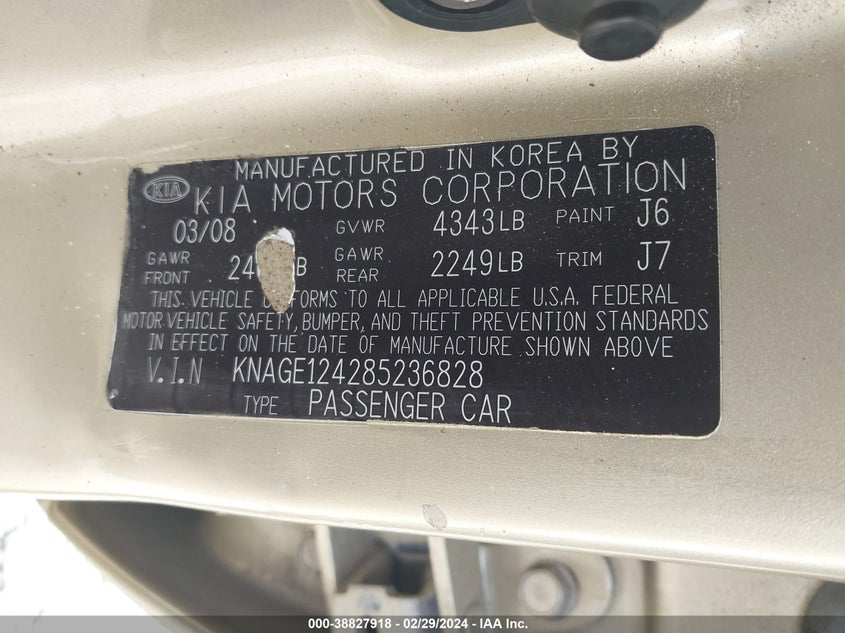 MANUFACTURED IN KOREA BY
KIA KIA MOTORS CORPORATION
03/08 GVWR 4343LB PAINT J6
GAWR FRONT GAWR REAR 2249LB TRIM J7
THIS VEHICLE TO ALL APPLICABLE U.S.A. FEDERAL
MOTOR VEHICLE SAFETY, BUMPER, AND THEFT PREVENTION STANDARDS
IN EFFECT ON THE DATE OF MANUFACTURE SHOWN ABOVE
V.I.N KNAGE124285236828
TYPE PASSENGER CAR
000-38827918 | 02/29/2024 - IAA Inc.